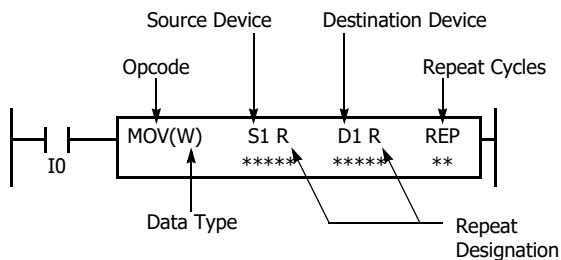 Source Device Destination Device
Opcode Repeat Cycles
MOV(W) S1 R D1 R REP
***** ***** **
I0
Data Type Repeat
Designation